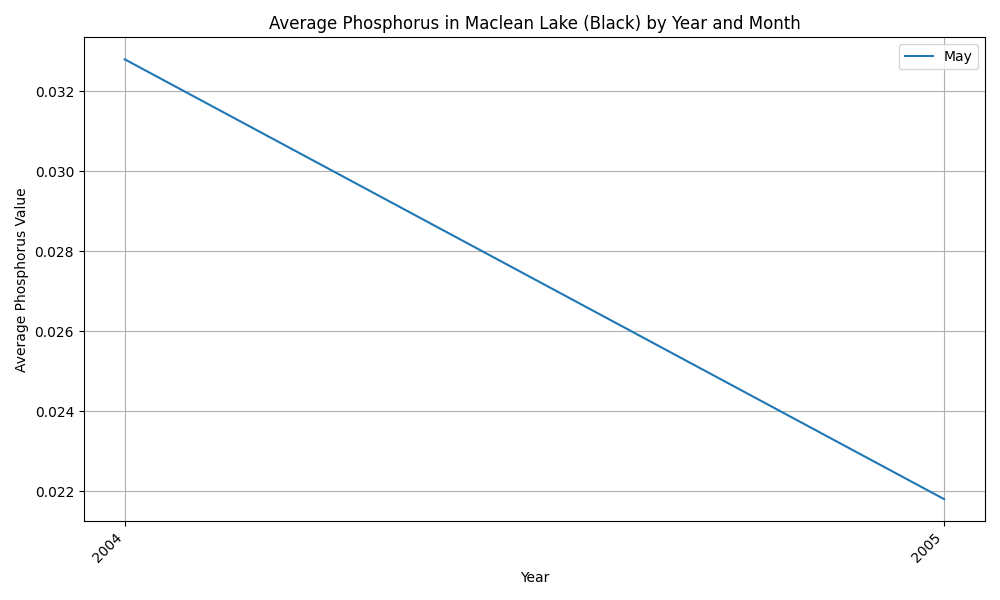 Average Phosphorus in Maclean Lake (Black) by Year and Month
May
0.032
0.030
0.028
0.026
0.024
0.022
Average Phosphorus Value
2004
2005
Year